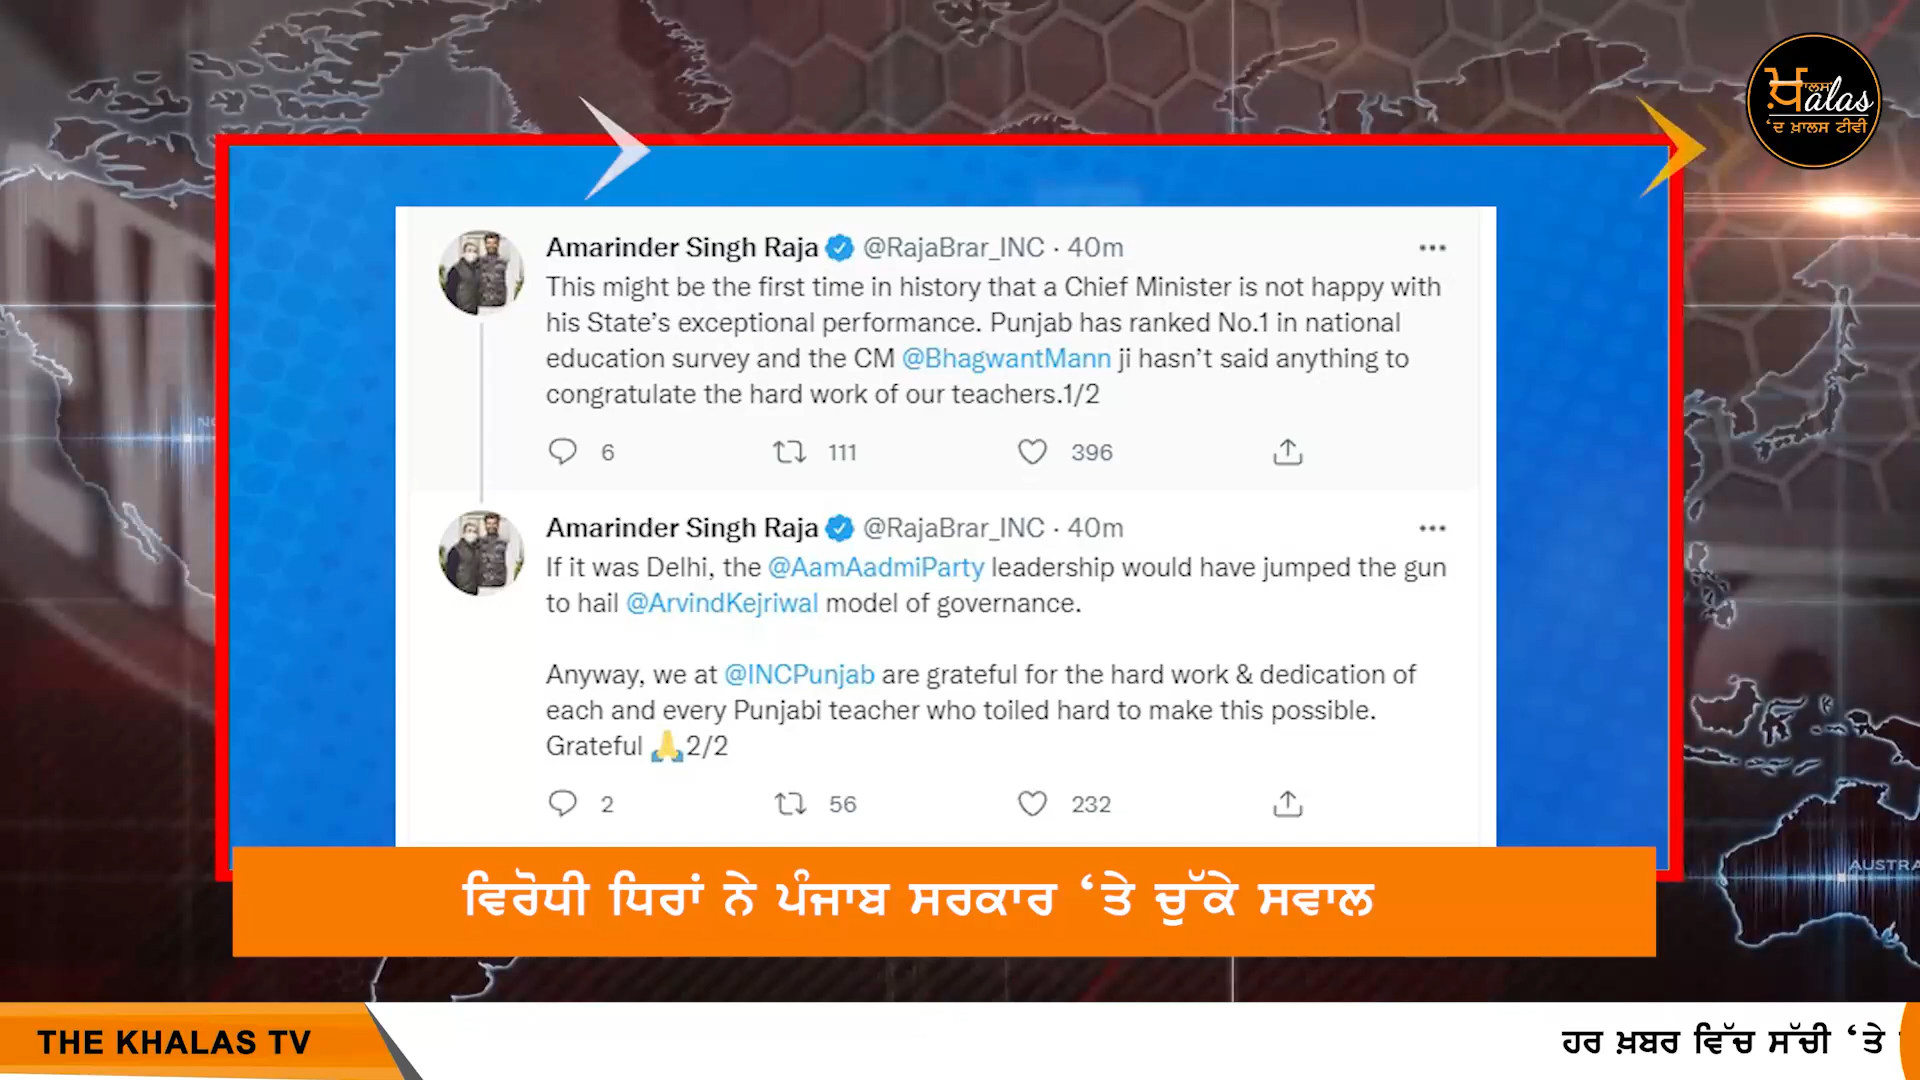 ਖਾਲਸ
alas
‘ਦ ਖ਼ਾਲਸ ਟੀਵੀ
Amarinder Singh Raja @RajaBrar_INC · 40m
This might be the first time in history that a Chief Minister is not happy with
his State’s exceptional performance. Punjab has ranked No.1 in national
education survey and the CM @BhagwantMann ji hasn’t said anything to
congratulate the hard work of our teachers.1/2
6 111 396
Amarinder Singh Raja @RajaBrar_INC · 40m
If it was Delhi, the @AamAadmiParty leadership would have jumped the gun
to hail @ArvindKejriwal model of governance.
Anyway, we at @INCPunjab are grateful for the hard work & dedication of
each and every Punjabi teacher who toiled hard to make this possible.
Grateful 🙏2/2
2 56 232
AUSTRA
ਵਿਰੋਧੀ ਧਿਰਾਂ ਨੇ ਪੰਜਾਬ ਸਰਕਾਰ ‘ਤੇ ਚੁੱਕੇ ਸਵਾਲ
THE KHALAS TV
ਹਰ ਖ਼ਬਰ ਵਿੱਚ ਸੱਚੀ ‘ਤੇ